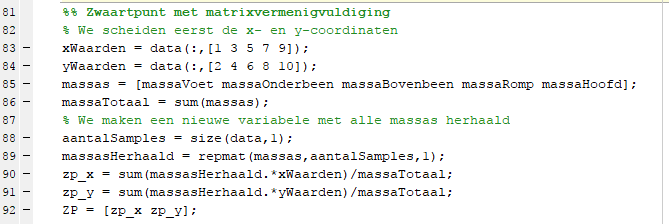 81 %% Zwaartpunt met matrixvermenigvuldiging
82 % We scheiden eerst de x- en y-coordinaten
83 – xWaarden = data(:,[1 3 5 7 9]);
84 – yWaarden = data(:,[2 4 6 8 10]);
85 – massas = [massaVoet massaOnderbeen massaBovenbeen massaRomp massaHoofd];
86 – massaTotaal = sum(massas);
87 % We maken een nieuwe variabele met alle massas herhaald
88 – aantalSamples = size(data,1);
89 – massasHerhaald = repmat(massas,aantalSamples,1);
90 – zp_x = sum(massasHerhaald.*xWaarden)/massaTotaal;
91 – zp_y = sum(massasHerhaald.*yWaarden)/massaTotaal;
92 – ZP = [zp_x zp_y];